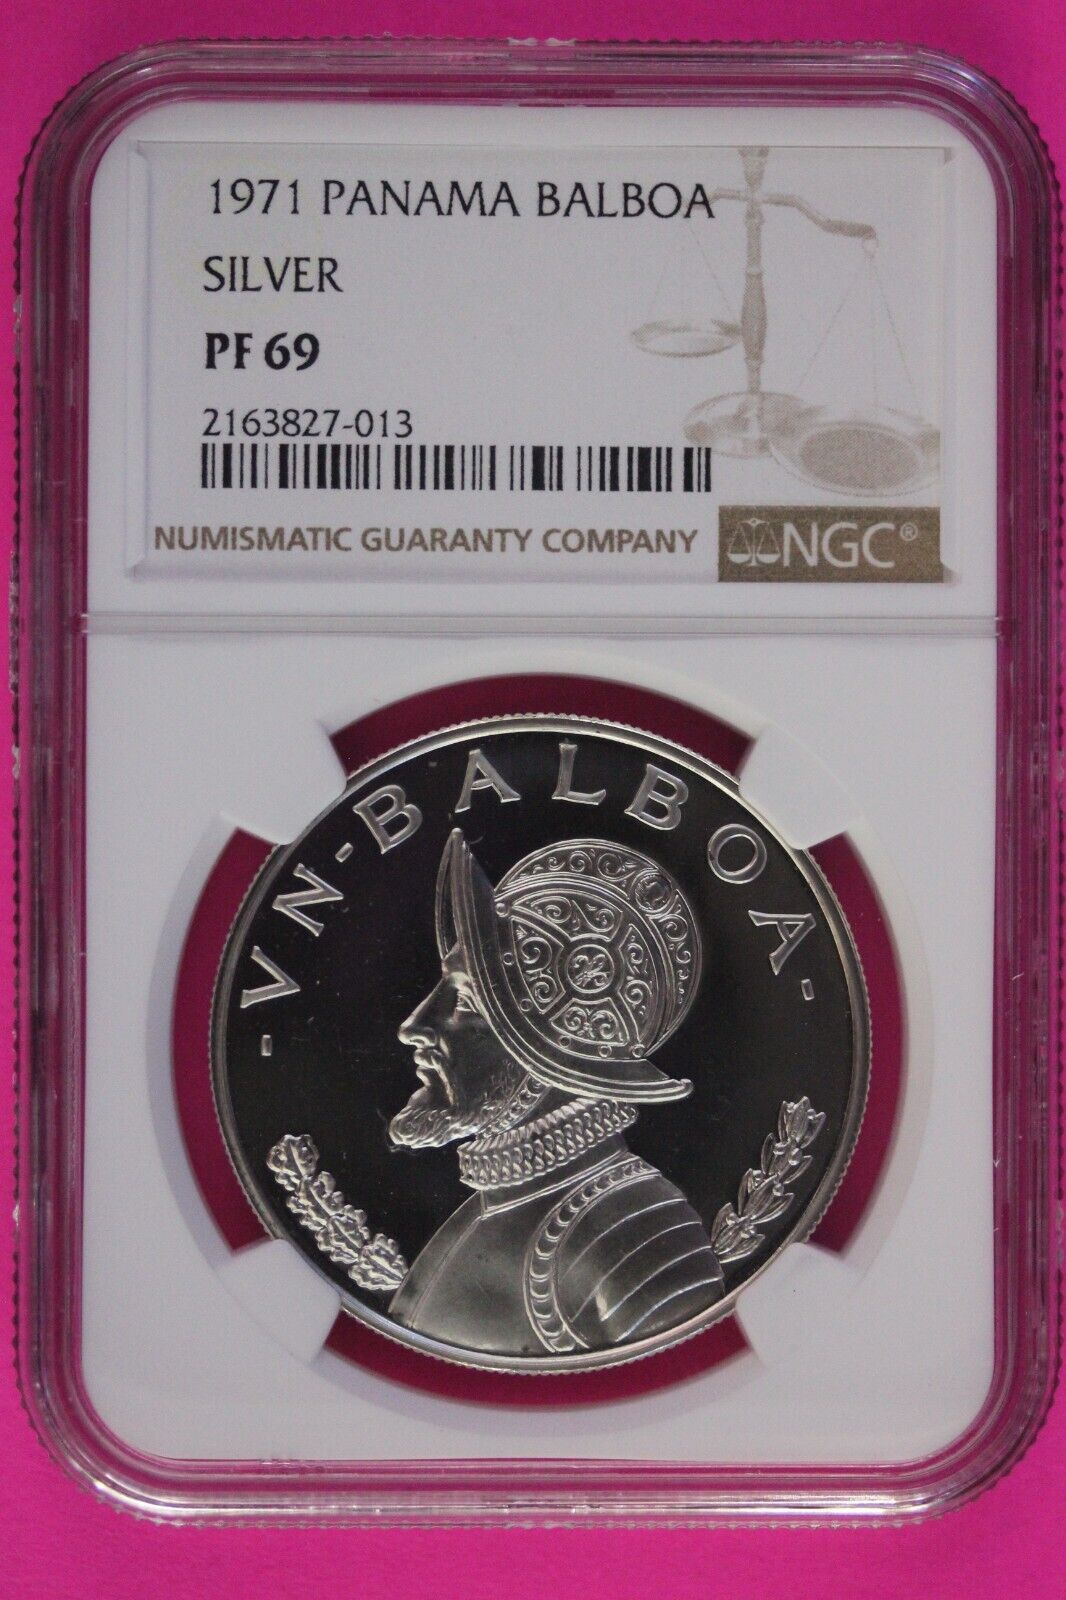 1971 PANAMA BALBOA
SILVER
PF 69
2163827-013
NUMISMATIC GUARANTY COMPANY
NGC®
- VN - BALBOA -